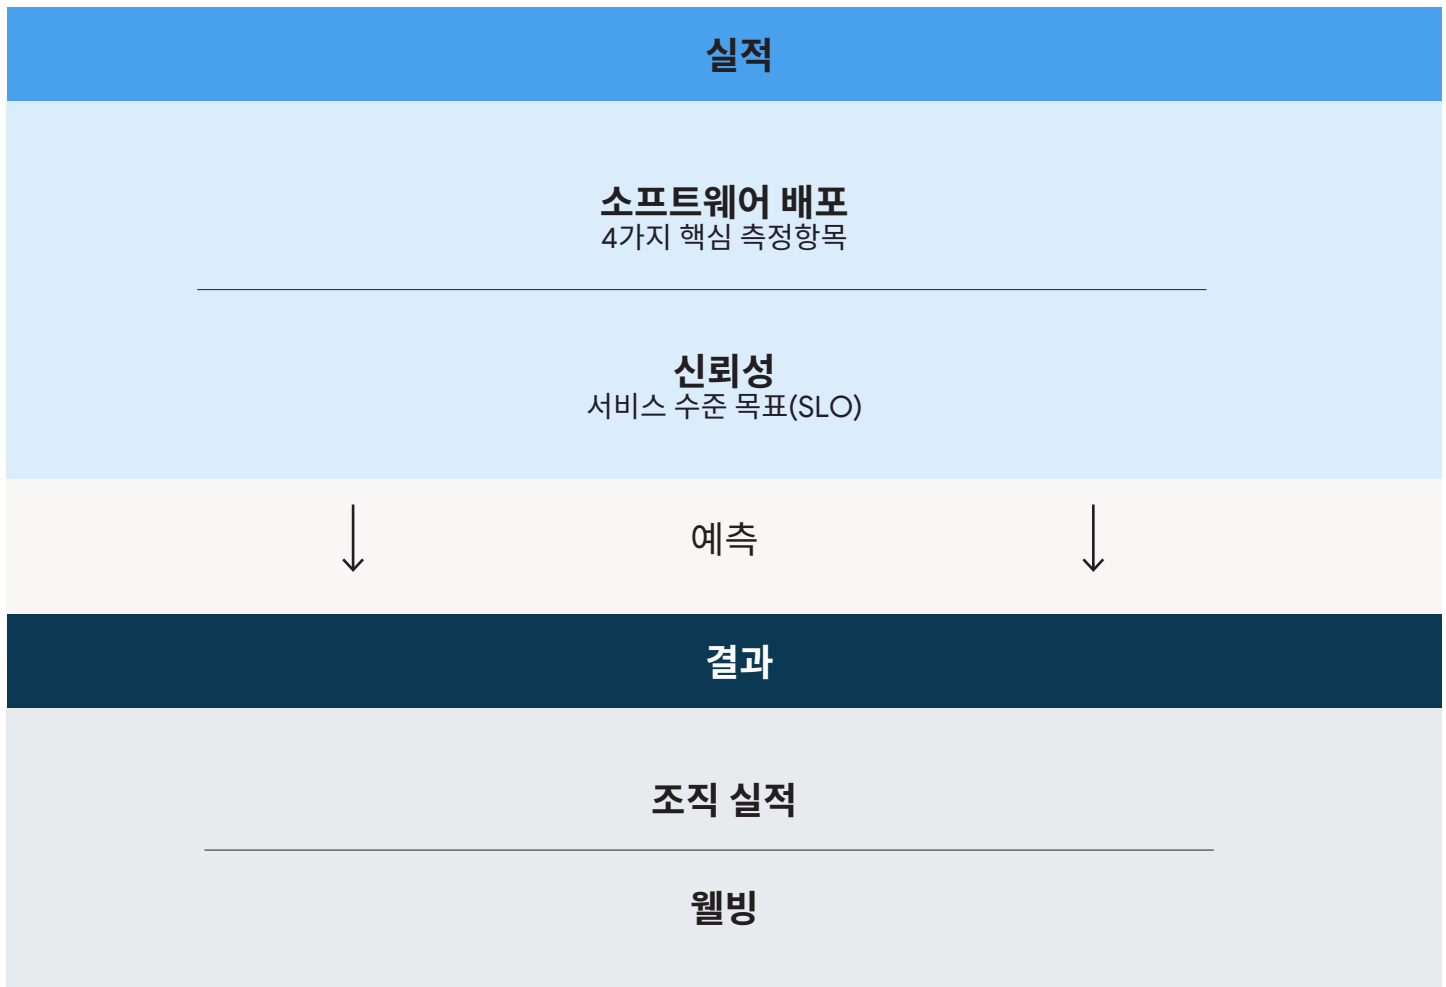 실적
소프트웨어 배포
4가지 핵심 측정항목
신뢰성
서비스 수준 목표(SLO)
예측
결과
조직 실적
웰빙